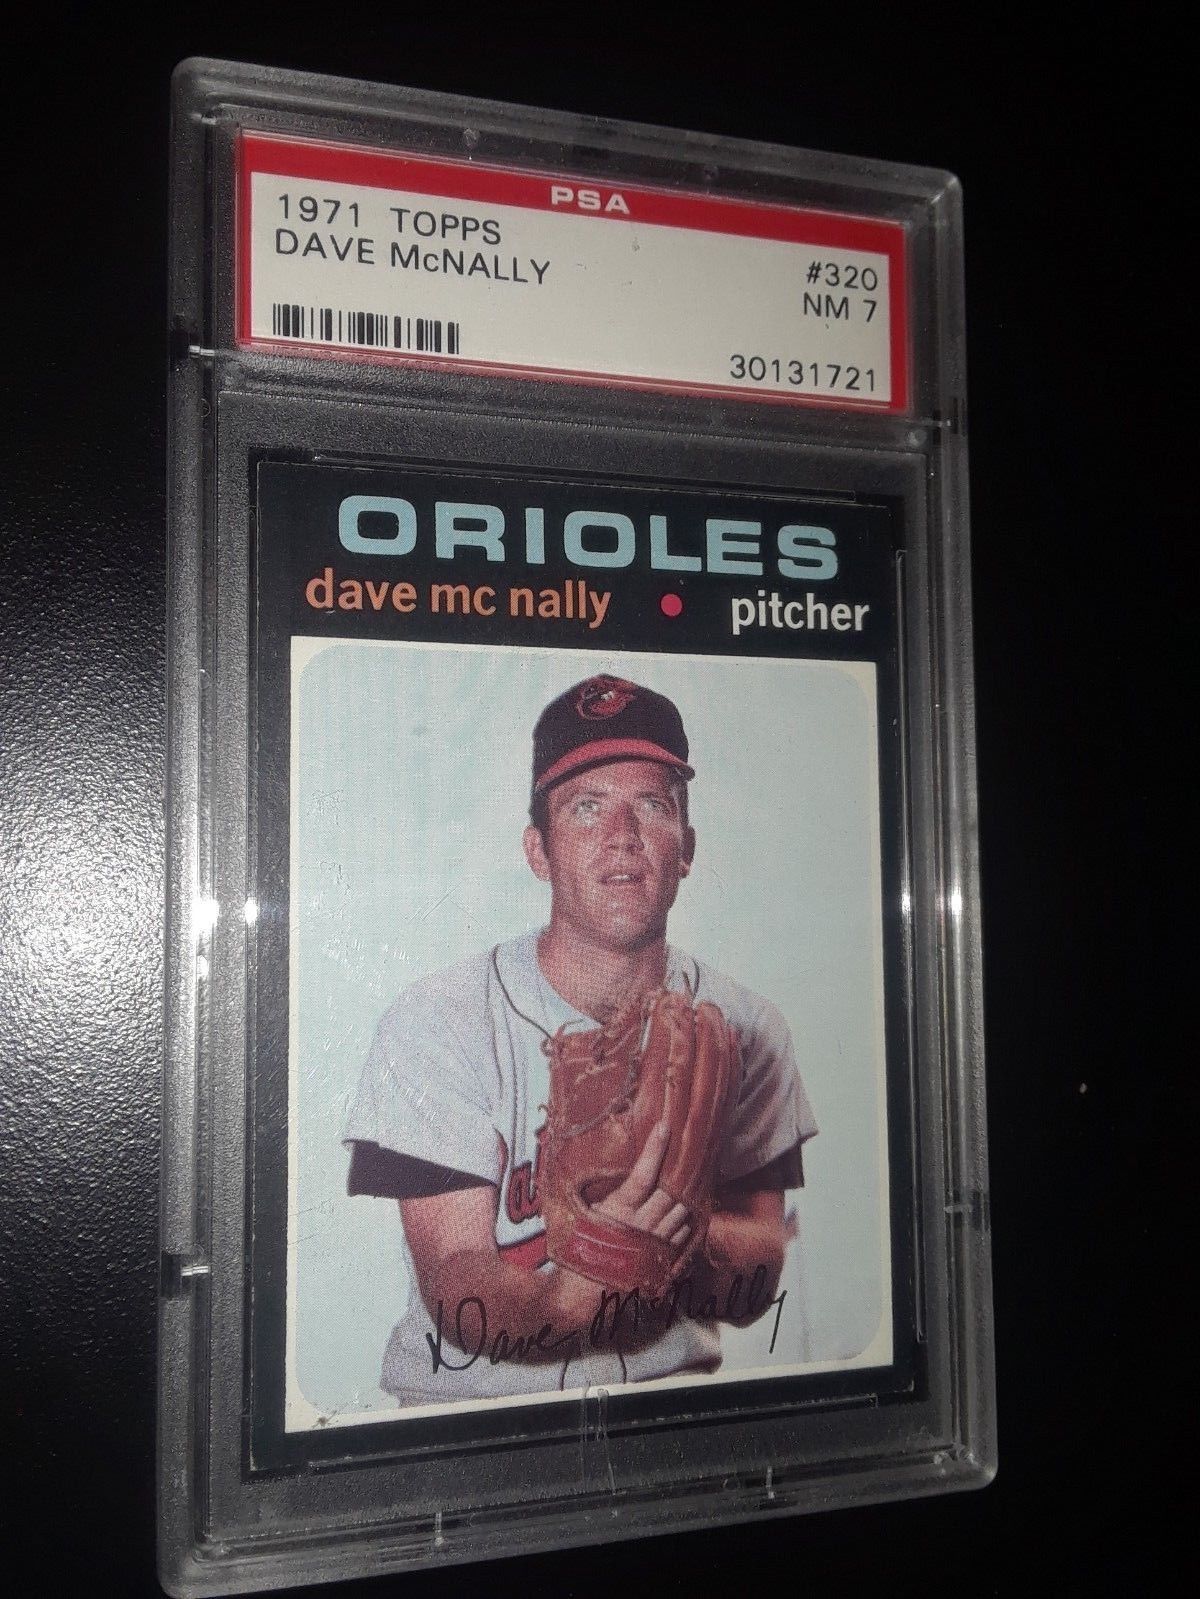 PSA
1971 TOPPS
DAVE McNALLY
#320
NM 7
30131721
ORIOLES
dave mc nally • pitcher
Dave McNally